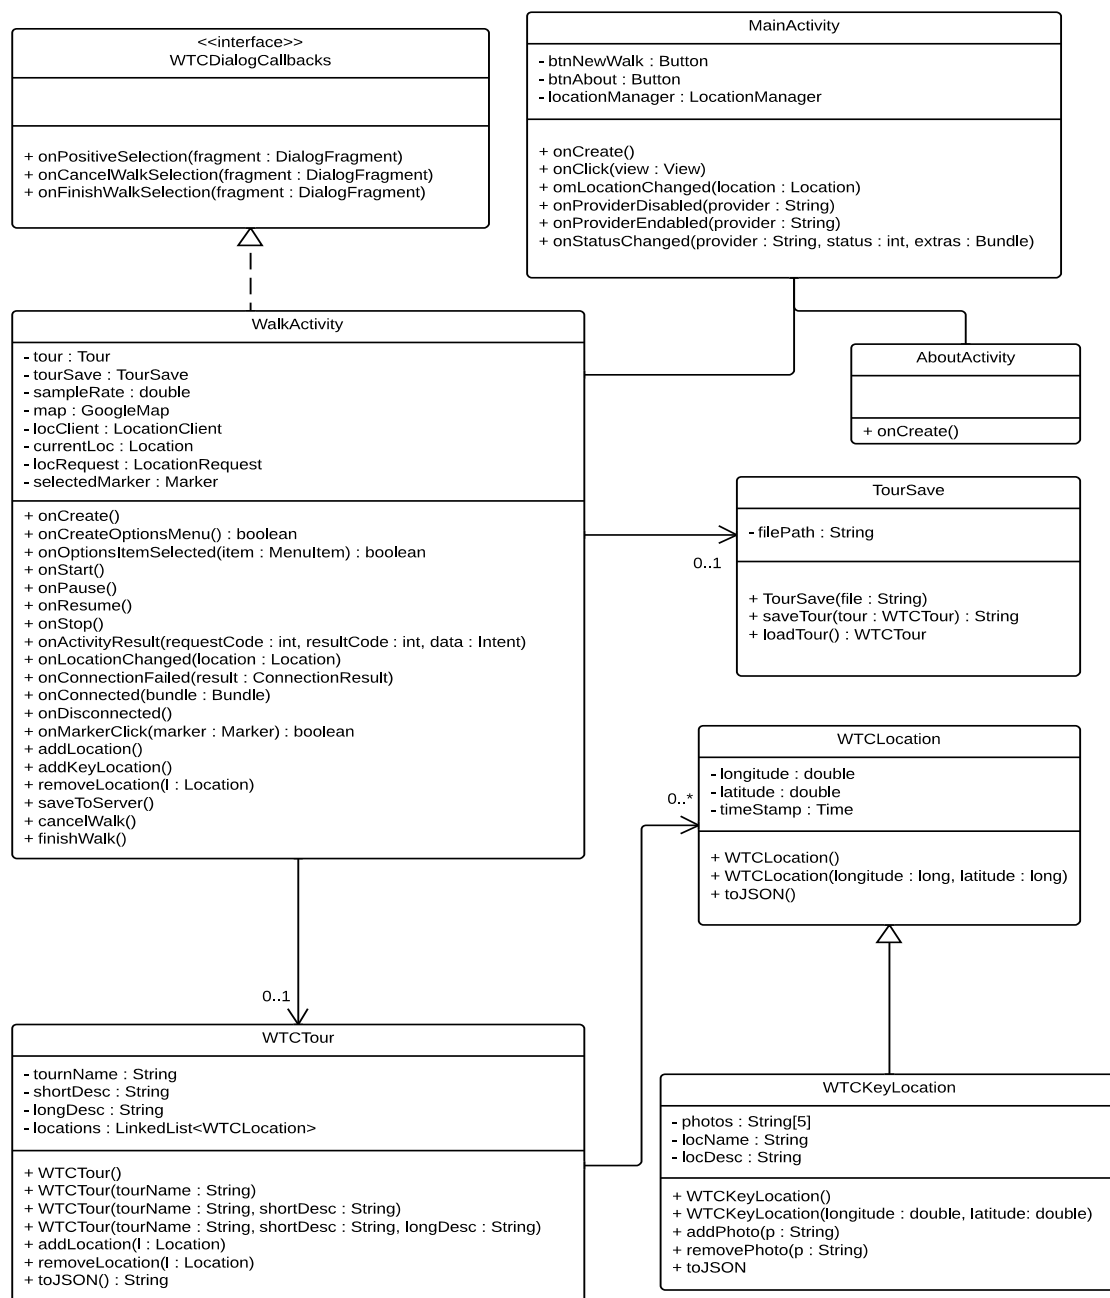 <<interface>>
WTCDialogCallbacks
+ onPositiveSelection(fragment : DialogFragment)
+ onCancelWalkSelection(fragment : DialogFragment)
+ onFinishWalkSelection(fragment : DialogFragment)
MainActivity
- btnNewWalk : Button
- btnAbout : Button
- locationManager : LocationManager
+ onCreate()
+ onClick(view : View)
+ omLocationChanged(location : Location)
+ onProviderDisabled(provider : String)
+ onProviderEndabled(provider : String)
+ onStatusChanged(provider : String, status : int, extras : Bundle)
WalkActivity
- tour : Tour
- tourSave : TourSave
- sampleRate : double
- map : GoogleMap
- locClient : LocationClient
- currentLoc : Location
- locRequest : LocationRequest
- selectedMarker : Marker
+ onCreate()
+ onCreateOptionsMenu() : boolean
+ onOptionsItemSelected(item : MenuItem) : boolean
+ onStart()
+ onPause()
+ onResume()
+ onStop()
+ onActivityResult(requestCode : int, resultCode : int, data : Intent)
+ onLocationChanged(location : Location)
+ onConnectionFailed(result : ConnectionResult)
+ onConnected(bundle : Bundle)
+ onDisconnected()
+ onMarkerClick(marker : Marker) : boolean
+ addLocation()
+ addKeyLocation()
+ removeLocation(l : Location)
+ saveToServer()
+ cancelWalk()
+ finishWalk()
AboutActivity
+ onCreate()
TourSave
- filePath : String
+ TourSave(file : String)
+ saveTour(tour : WTCTour) : String
+ loadTour() : WTCTour
0..1
WTCLocation
- longitude : double
- latitude : double
- timeStamp : Time
+ WTCLocation()
+ WTCLocation(longitude : long, latitude : long)
+ toJSON()
0..*
0..1
WTCTour
- tournName : String
- shortDesc : String
- longDesc : String
- locations : LinkedList<WTCLocation>
+ WTCTour()
+ WTCTour(tourName : String)
+ WTCTour(tourName : String, shortDesc : String)
+ WTCTour(tourName : String, shortDesc : String, longDesc : String)
+ addLocation(l : Location)
+ removeLocation(l : Location)
+ toJSON() : String
WTCKeyLocation
- photos : String[5]
- locName : String
- locDesc : String
+ WTCKeyLocation()
+ WTCKeyLocation(longitude : double, latitude: double)
+ addPhoto(p : String)
+ removePhoto(p : String)
+ toJSON